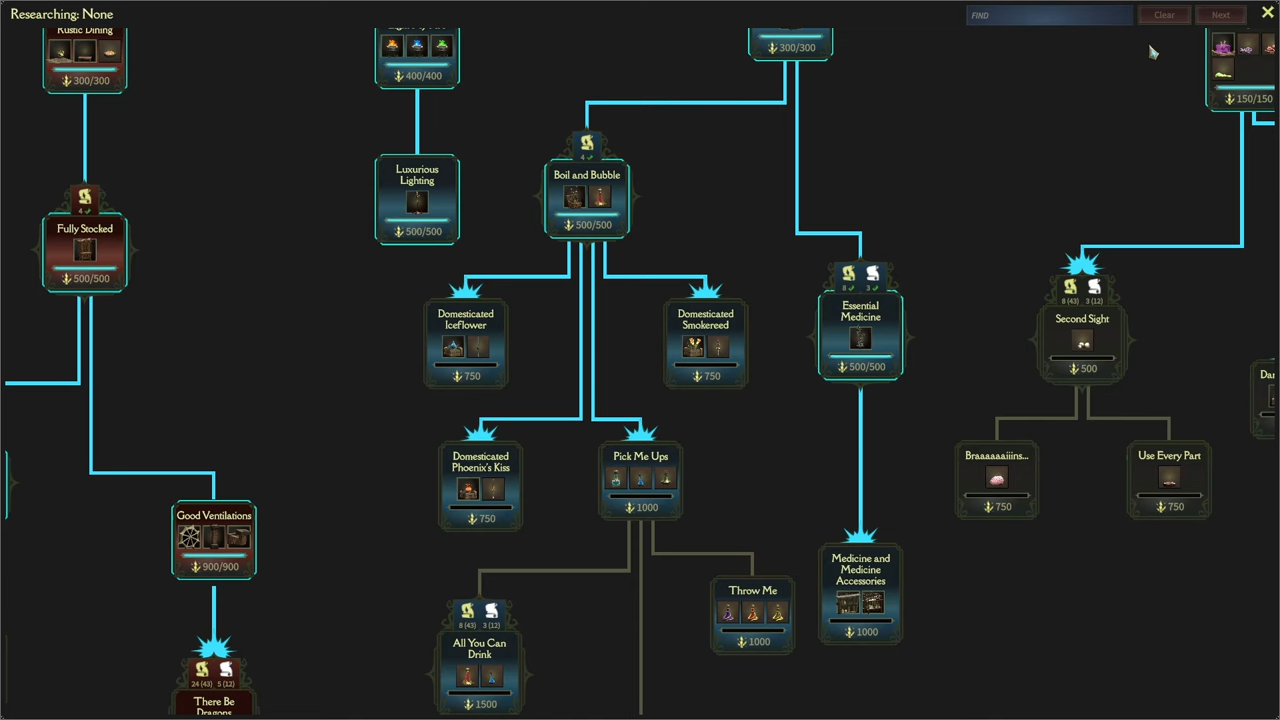 Researching: None
FIND
Clear
Next
Rustic Dining
300/300
400/400
300/300
150/150
4
Boil and Bubble
500/500
Luxurious
Lighting
500/500
4
Fully Stocked
500/500
8
3
Essential
Medicine
500/500
8 (43)
3 (12)
Second Sight
500
Domesticated
Iceflower
750
Domesticated
Smokereed
750
Domesticated
Phoenix's Kiss
750
Pick Me Ups
1000
Braaaaaaiiins...
750
Use Every Part
750
Good Ventilations
900/900
Medicine and
Medicine
Accessories
1000
Throw Me
1000
8 (43)
3 (12)
All You Can
Drink
1500
24 (43)
5 (12)
There Be
Dragons